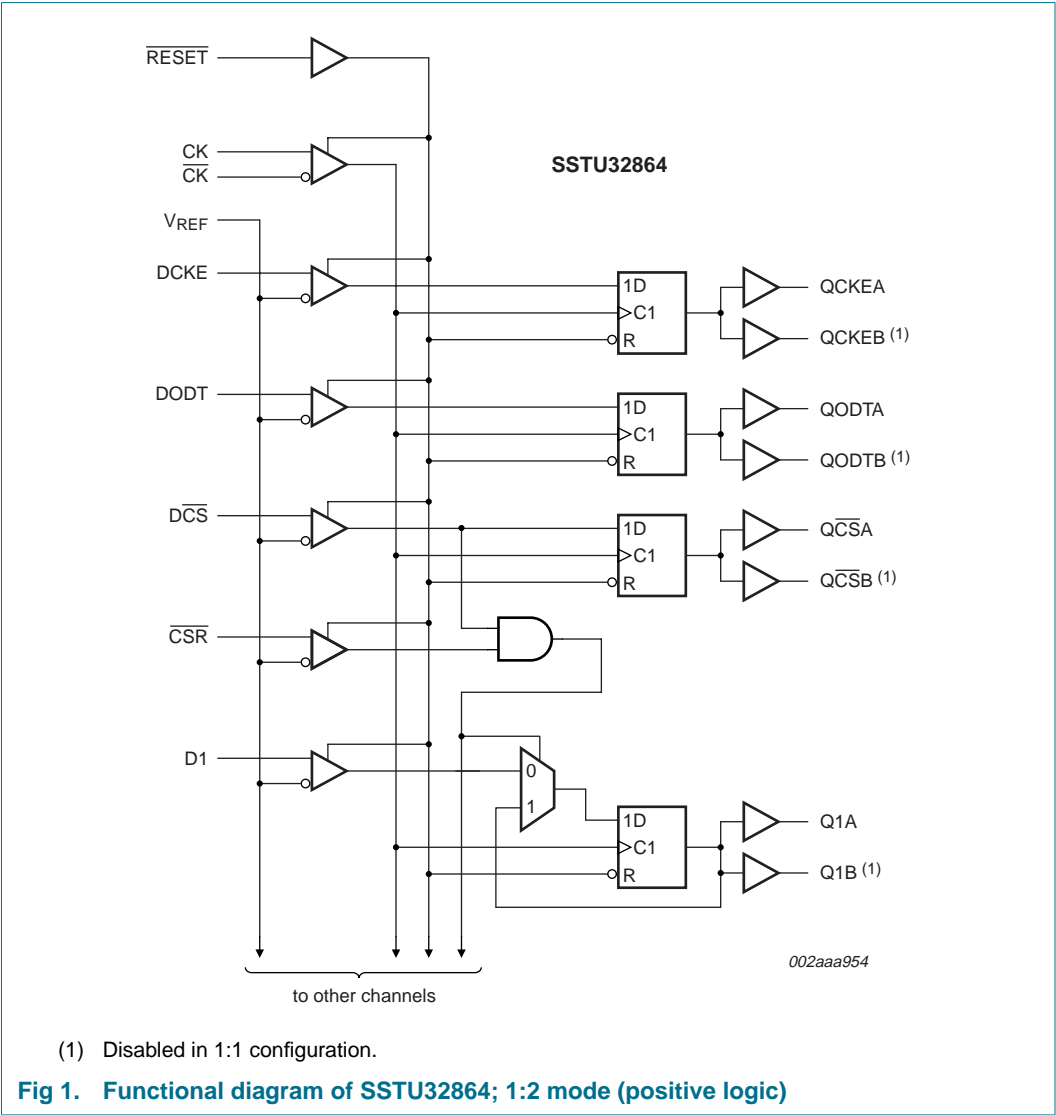 RESET
CK
CK
SSTU32864
VREF
DCKE
1D
C1
R
QCKEA
QCKEB (1)
DODT
1D
C1
R
QODTA
QODTB (1)
DCS
1D
C1
R
QCSA
QCSB (1)
CSR
D1
0
1
1D
C1
R
Q1A
Q1B (1)
002aaa954
to other channels
(1) Disabled in 1:1 configuration.
Fig 1. Functional diagram of SSTU32864; 1:2 mode (positive logic)